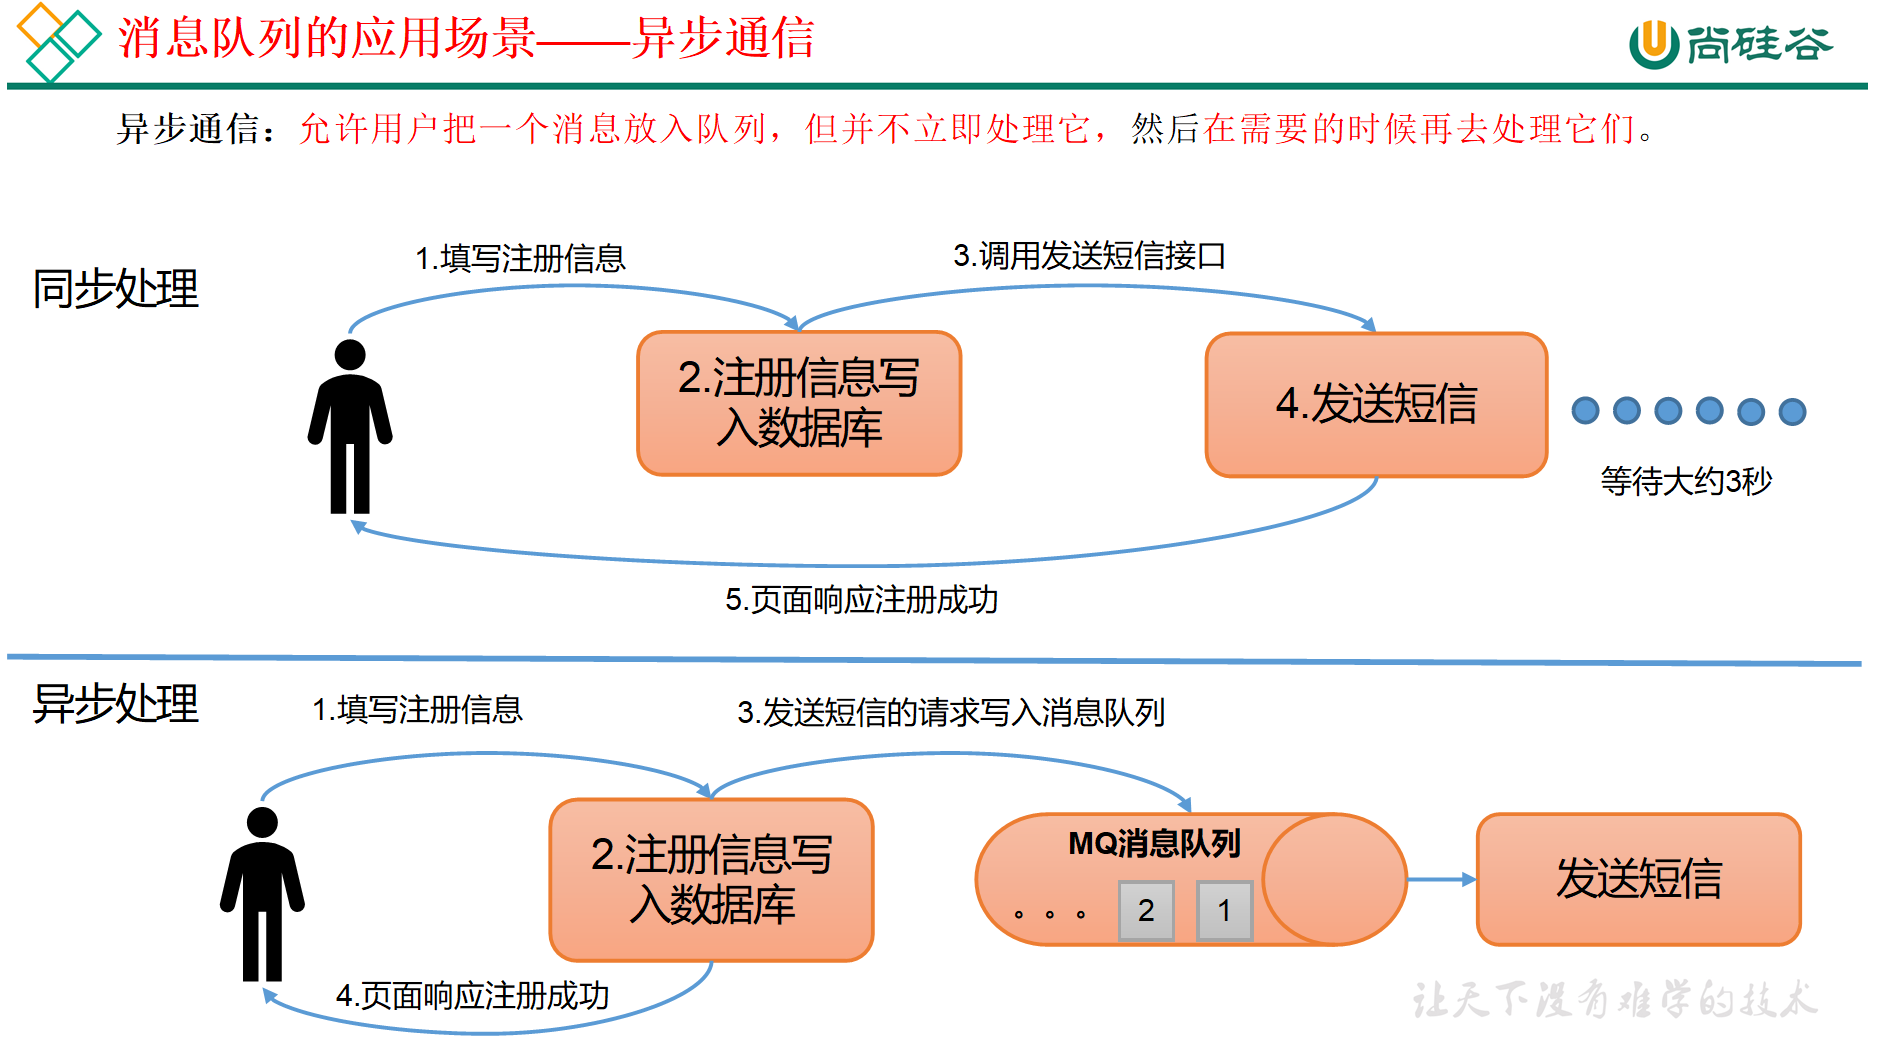 消息队列的应用场景——异步通信
尚硅谷
异步通信：允许用户把一个消息放入队列，但并不立即处理它，然后在需要的时候再去处理它们。
同步处理
1.填写注册信息
3.调用发送短信接口
2.注册信息写
入数据库
4.发送短信
等待大约3秒
5.页面响应注册成功
异步处理
1.填写注册信息
3.发送短信的请求写入消息队列
2.注册信息写
入数据库
MQ消息队列
。。。 2 1
发送短信
4.页面响应注册成功
让天下没有难学的技术